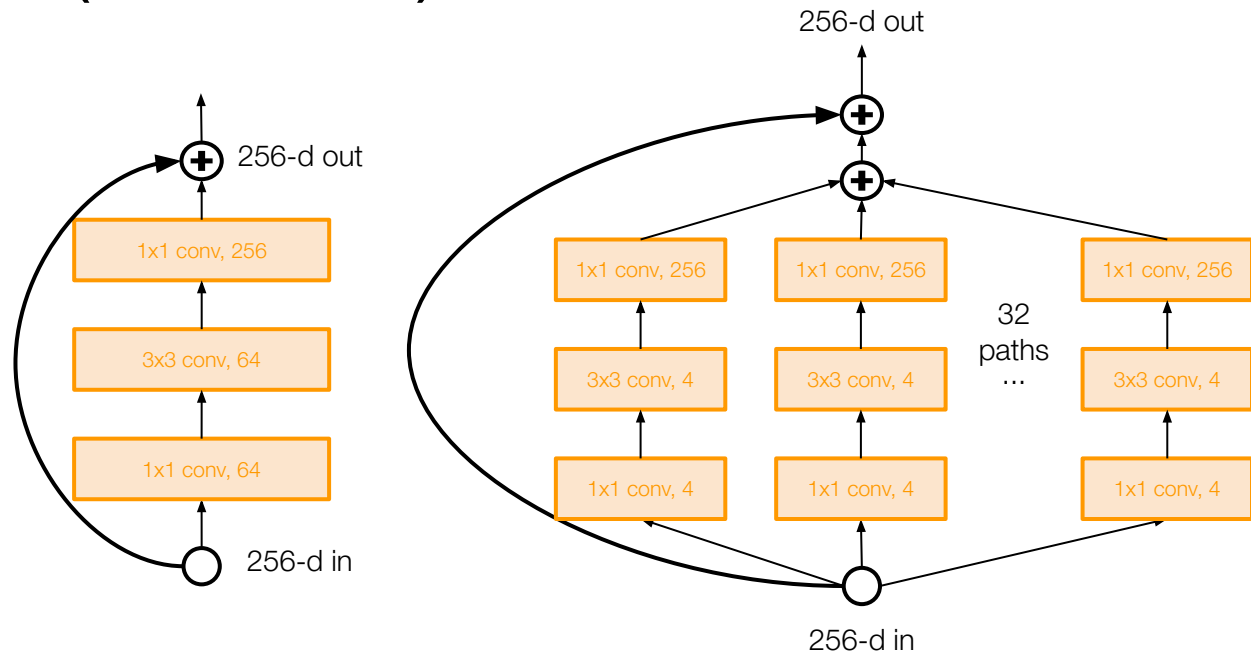 256-d out
1x1 conv, 256
3x3 conv, 64
1x1 conv, 64
256-d in
256-d out
1x1 conv, 256
1x1 conv, 256
1x1 conv, 256
32
paths
...
3x3 conv, 4
3x3 conv, 4
3x3 conv, 4
1x1 conv, 4
1x1 conv, 4
1x1 conv, 4
256-d in